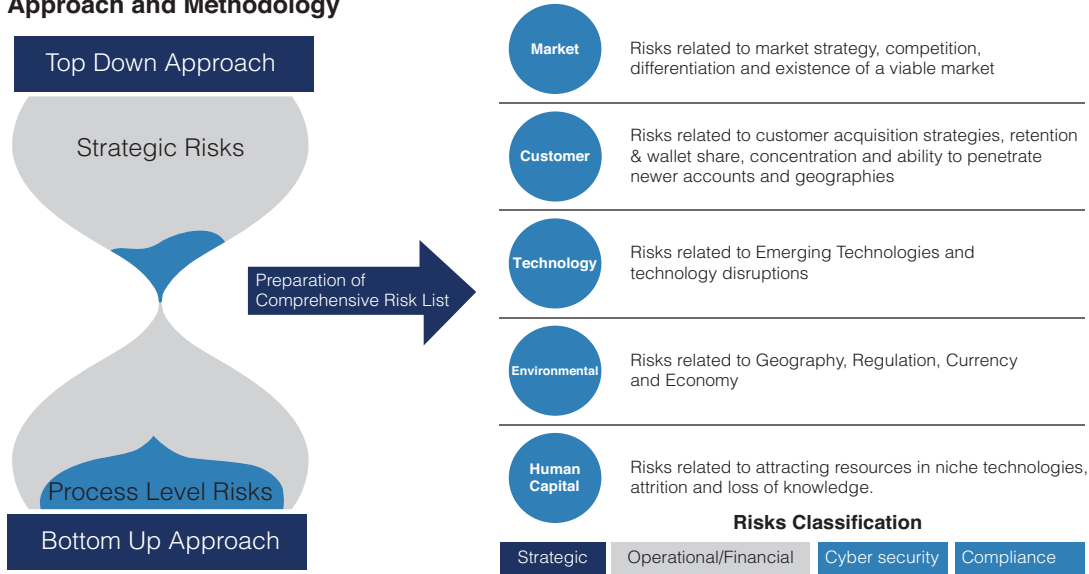 Approach and Methodology
Top Down Approach
Strategic Risks
Process Level Risks
Bottom Up Approach
Preparation of
Comprehensive Risk List
Market
Risks related to market strategy, competition,
differentiation and existence of a viable market
Customer
Risks related to customer acquisition strategies, retention
& wallet share, concentration and ability to penetrate
newer accounts and geographies
Technology
Risks related to Emerging Technologies and
technology disruptions
Environmental
Risks related to Geography, Regulation, Currency
and Economy
Human
Capital
Risks related to attracting resources in niche technologies,
attrition and loss of knowledge.
Risks Classification
Strategic
Operational/Financial
Cyber security
Compliance